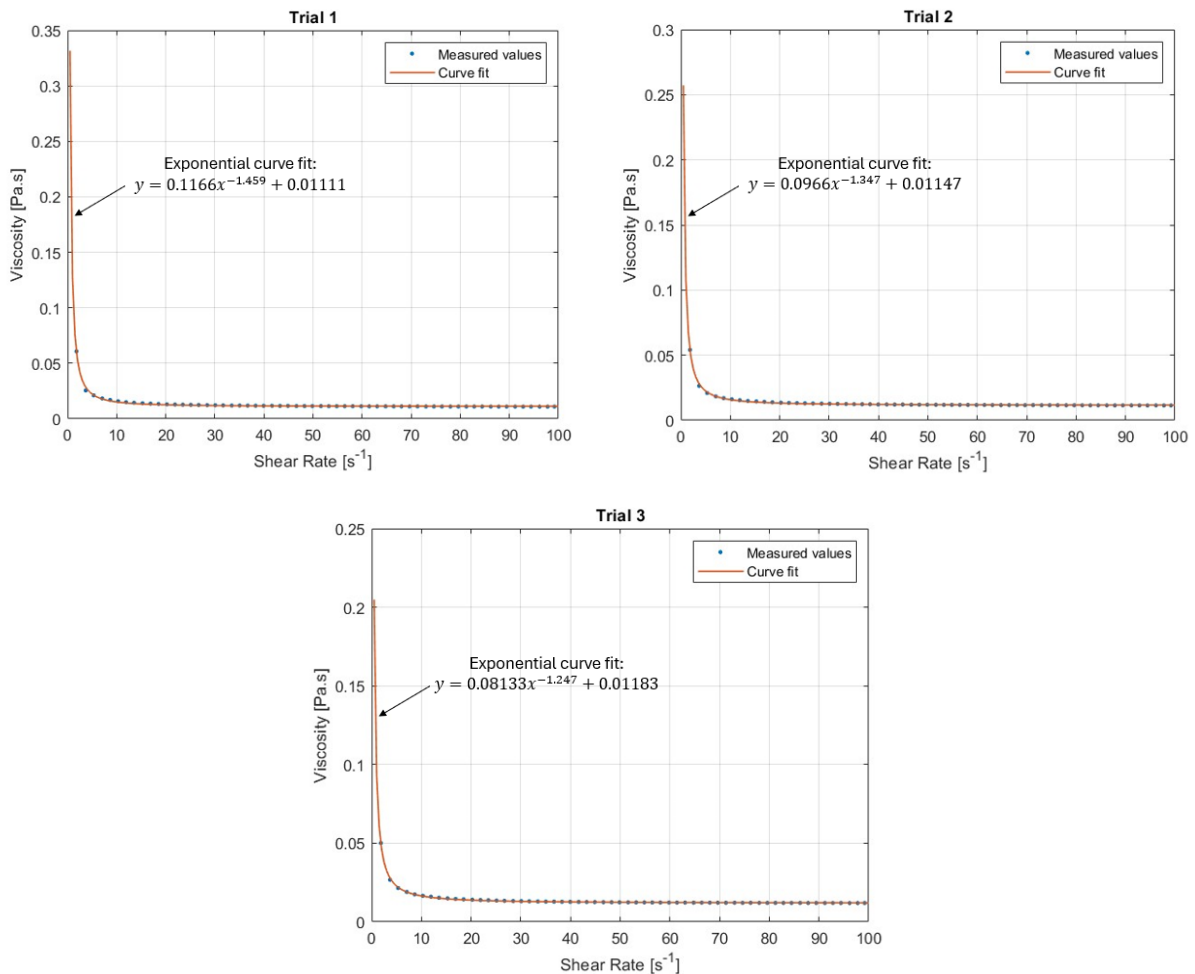 Trial 1
0.35
0.3
0.25
0.2
0.15
0.1
0.05
0
Viscosity [Pa.s]
Measured values
Curve fit
Exponential curve fit:
y = 0.1166x^{-1.459} + 0.01111
0 10 20 30 40 50 60 70 80 90 100
Shear Rate [s^{-1}]
Trial 2
0.3
0.25
0.2
0.15
0.1
0.05
0
Viscosity [Pa.s]
Measured values
Curve fit
Exponential curve fit:
y = 0.0966x^{-1.347} + 0.01147
0 10 20 30 40 50 60 70 80 90 100
Shear Rate [s^{-1}]
Trial 3
0.25
0.2
0.15
0.1
0.05
0
Viscosity [Pa.s]
Measured values
Curve fit
Exponential curve fit:
y = 0.08133x^{-1.247} + 0.01183
0 10 20 30 40 50 60 70 80 90 100
Shear Rate [s^{-1}]